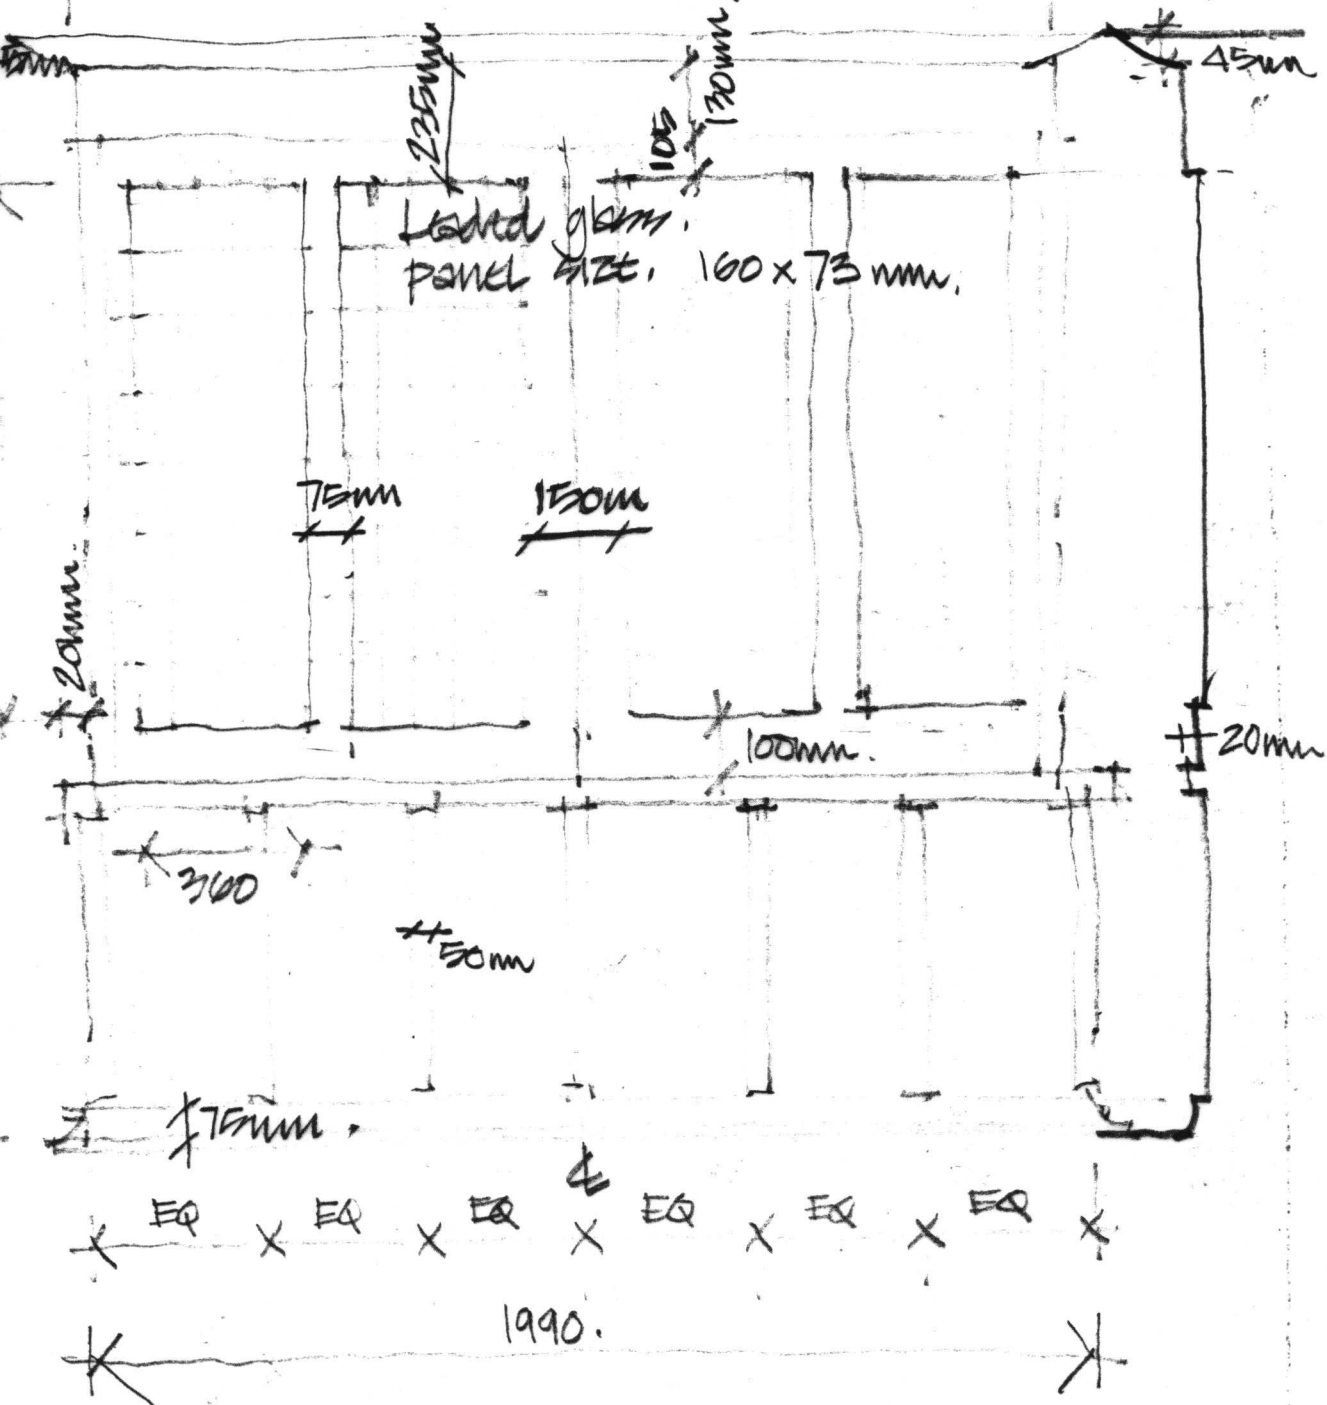 45mm
235mm
130mm.
105
Leaded glass.
panel size. 160 x 73 mm.
75mm
150m
20mm.
100mm.
20mm
360
50mm
75mm.
℄
EQ EQ EQ EQ EQ EQ
1990.